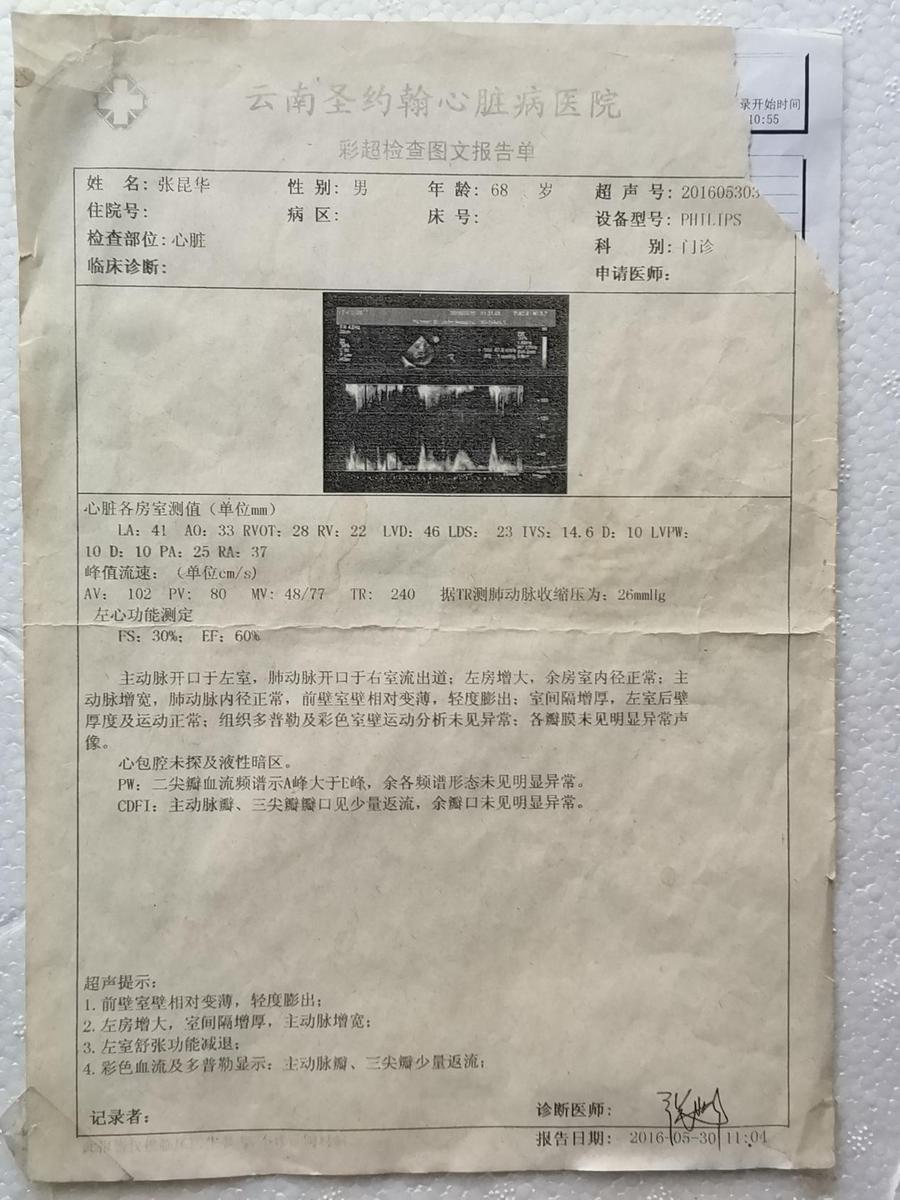 云南圣约翰心脏病医院
录开始时间
10:55
彩超检查图文报告单
姓 名: 张昆华 性 别: 男 年 龄: 68 岁 超 声 号: 201605303
住院号: 病 区: 床 号: 设备型号: PHILIPS
检查部位: 心脏 科 别: 门诊
临床诊断: 申请医师:
心脏各房室测值（单位mm）
LA: 41 AO: 33 RVOT: 28 RV: 22 LVD: 46 LDS: 23 IVS: 14.6 D: 10 LVPW:
10 D: 10 PA: 25 RA: 37
峰值流速: （单位cm/s）
AV: 102 PV: 80 MV: 48/77 TR: 240 据TR测肺动脉收缩压为: 26mmHg
左心功能测定
FS: 30%; EF: 60%
主动脉开口于左室，肺动脉开口于右室流出道；左房增大，余房室内径正常；主
动脉增宽，肺动脉内径正常，前壁室壁相对变薄，轻度膨出；室间隔增厚，左室后壁
厚度及运动正常；组织多普勒及彩色室壁运动分析未见异常；各瓣膜未见明显异常声
像。
心包腔未探及液性暗区。
PW: 二尖瓣血流频谱示A峰大于E峰，余各频谱形态未见明显异常。
CDFI: 主动脉瓣、三尖瓣瓣口见少量返流，余瓣口未见明显异常。
超声提示:
1. 前壁室壁相对变薄，轻度膨出；
2. 左房增大，室间隔增厚，主动脉增宽；
3. 左室舒张功能减退；
4. 彩色血流及多普勒显示: 主动脉瓣、三尖瓣少量返流；
记录者: 诊断医师:
报告日期: 2016-05-30 11:04